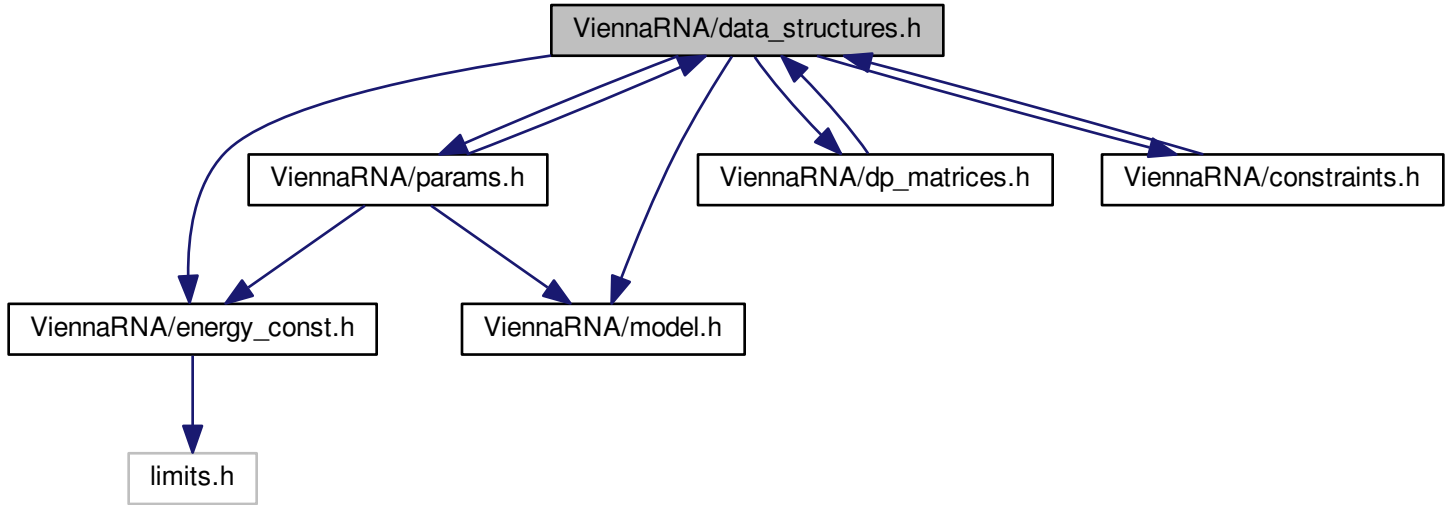 ViennaRNA/data_structures.h
ViennaRNA/params.h
ViennaRNA/dp_matrices.h
ViennaRNA/constraints.h
ViennaRNA/energy_const.h
ViennaRNA/model.h
limits.h